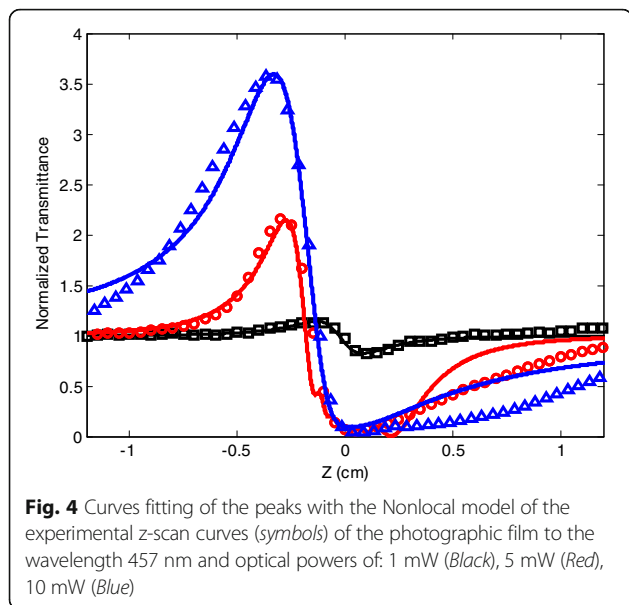 4
3.5
3
2.5
2
1.5
1
0.5
0
Normalized Transmittance
-1
-0.5
0
0.5
1
Z (cm)
Fig. 4 Curves fitting of the peaks with the Nonlocal model of the
experimental z-scan curves (symbols) of the photographic film to the
wavelength 457 nm and optical powers of: 1 mW (Black), 5 mW (Red),
10 mW (Blue)